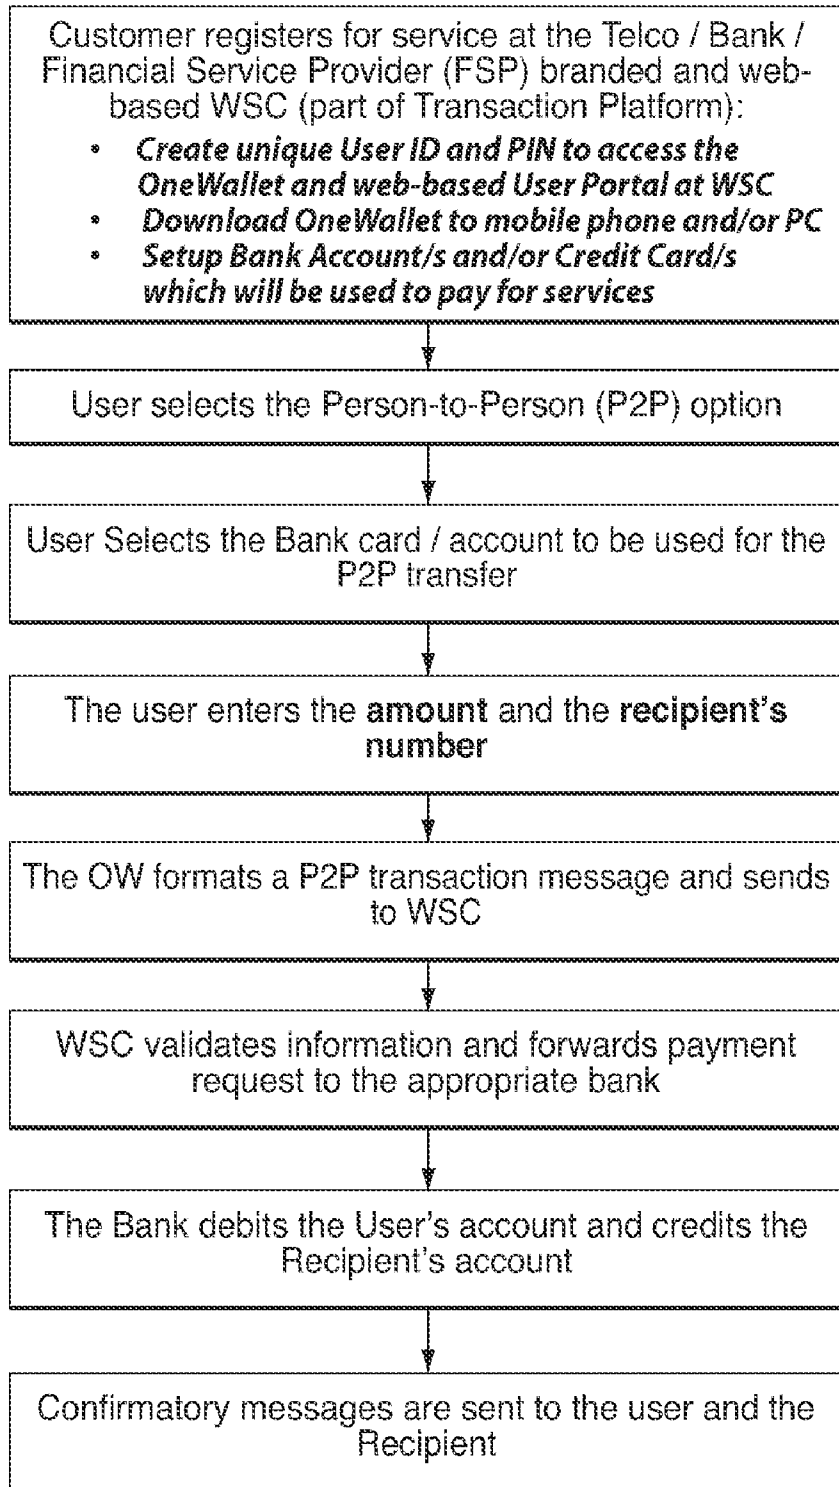 Customer registers for service at the Telco / Bank /
Financial Service Provider (FSP) branded and web-
based WSC (part of Transaction Platform):
• Create unique User ID and PIN to access the
OneWallet and web-based User Portal at WSC
• Download OneWallet to mobile phone and/or PC
• Setup Bank Account/s and/or Credit Card/s
which will be used to pay for services
User selects the Person-to-Person (P2P) option
User Selects the Bank card / account to be used for the
P2P transfer
The user enters the amount and the recipient's
number
The OW formats a P2P transaction message and sends
to WSC
WSC validates information and forwards payment
request to the appropriate bank
The Bank debits the User's account and credits the
Recipient's account
Confirmatory messages are sent to the user and the
Recipient